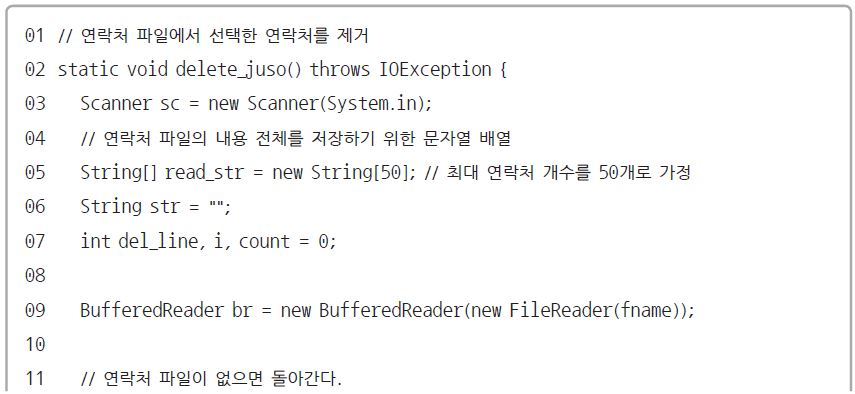 01 // 연락처 파일에서 선택한 연락처를 제거
02 static void delete_juso() throws IOException {
03 Scanner sc = new Scanner(System.in);
04 // 연락처 파일의 내용 전체를 저장하기 위한 문자열 배열
05 String[] read_str = new String[50]; // 최대 연락처 개수를 50개로 가정
06 String str = "";
07 int del_line, i, count = 0;
08
09 BufferedReader br = new BufferedReader(new FileReader(fname));
10
11 // 연락처 파일이 없으면 돌아간다.